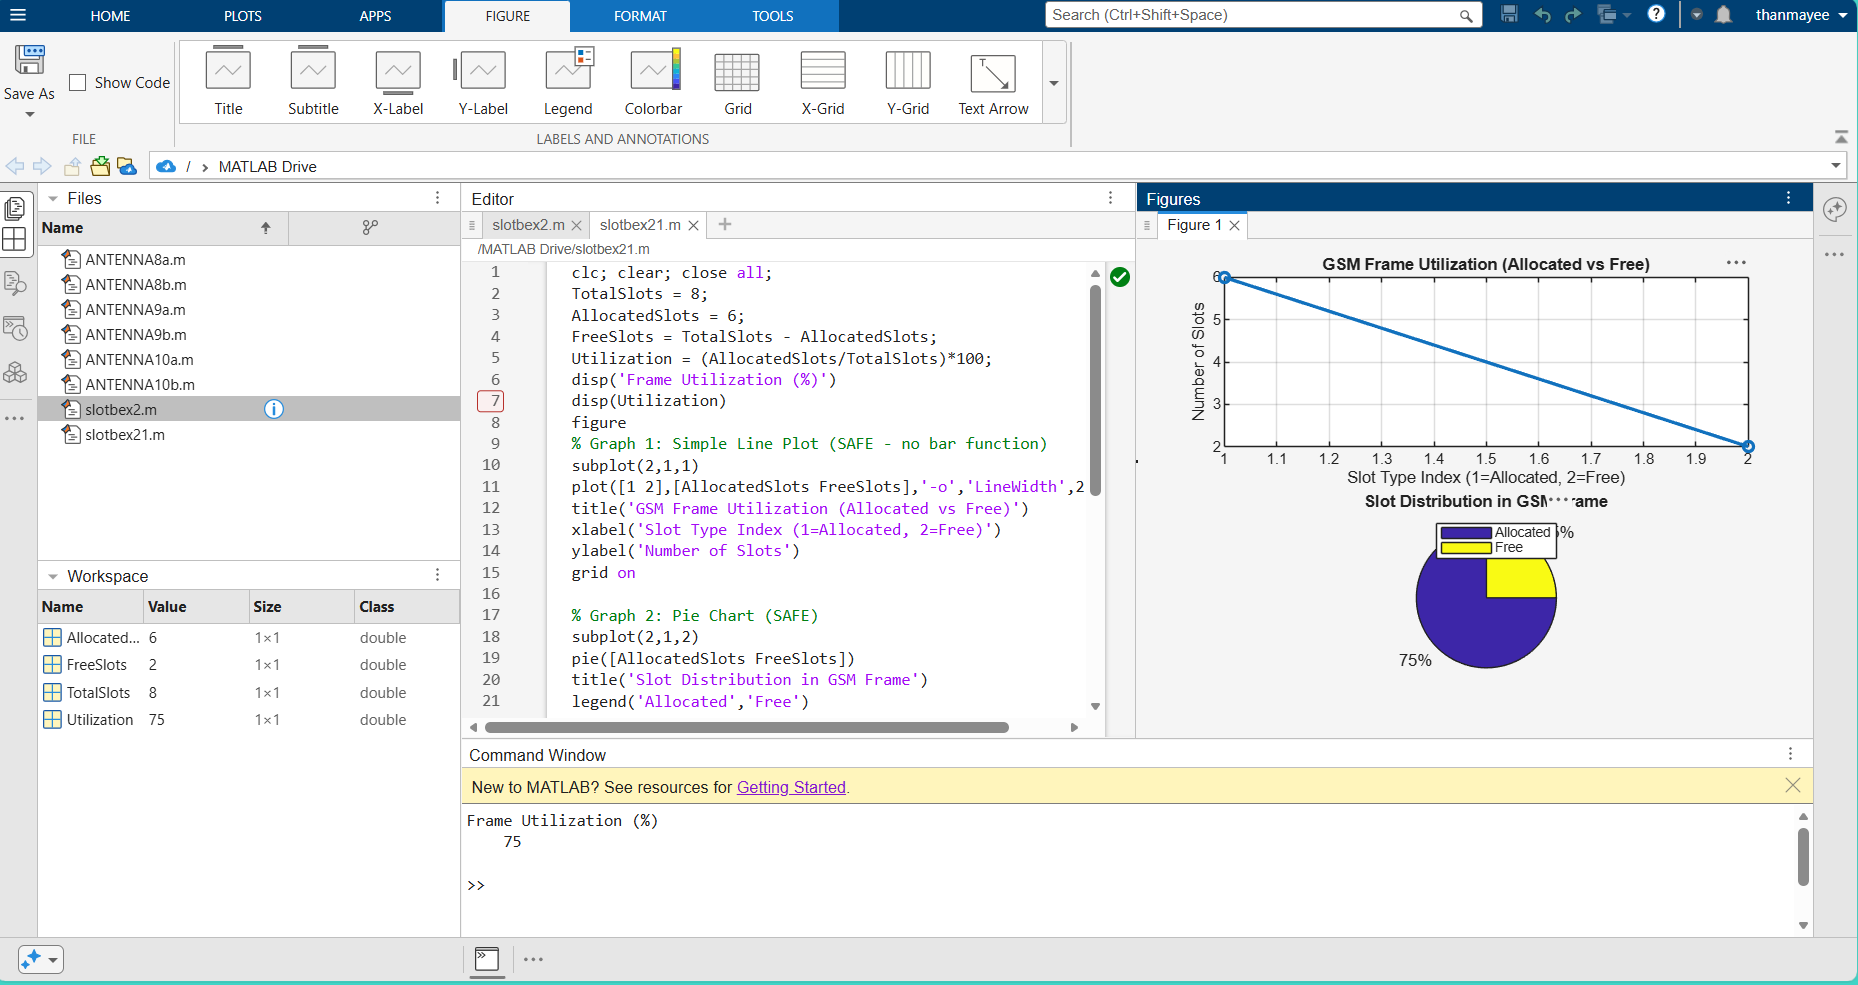 HOME PLOTS APPS FIGURE FORMAT TOOLS Search (Ctrl+Shift+Space) thanmayee
Save As
Show Code
FILE
Title Subtitle X-Label Y-Label Legend Colorbar Grid X-Grid Y-Grid Text Arrow
LABELS AND ANNOTATIONS
/ › MATLAB Drive
Files
Name
ANTENNA8a.m
ANTENNA8b.m
ANTENNA9a.m
ANTENNA9b.m
ANTENNA10a.m
ANTENNA10b.m
slotbex2.m
slotbex21.m
Workspace
Name Value Size Class
Allocated... 6 1×1 double
FreeSlots 2 1×1 double
TotalSlots 8 1×1 double
Utilization 75 1×1 double
Editor
slotbex2.m slotbex21.m
/MATLAB Drive/slotbex21.m
1 clc; clear; close all;
2 TotalSlots = 8;
3 AllocatedSlots = 6;
4 FreeSlots = TotalSlots - AllocatedSlots;
5 Utilization = (AllocatedSlots/TotalSlots)*100;
6 disp('Frame Utilization (%)')
7 disp(Utilization)
8 figure
9 % Graph 1: Simple Line Plot (SAFE - no bar function)
10 subplot(2,1,1)
11 plot([1 2],[AllocatedSlots FreeSlots],'-o','LineWidth',2
12 title('GSM Frame Utilization (Allocated vs Free)')
13 xlabel('Slot Type Index (1=Allocated, 2=Free)')
14 ylabel('Number of Slots')
15 grid on
16
17 % Graph 2: Pie Chart (SAFE)
18 subplot(2,1,2)
19 pie([AllocatedSlots FreeSlots])
20 title('Slot Distribution in GSM Frame')
21 legend('Allocated','Free')
Figures
Figure 1
GSM Frame Utilization (Allocated vs Free)
Number of Slots
6
5
4
3
2
1 1.1 1.2 1.3 1.4 1.5 1.6 1.7 1.8 1.9 2
Slot Type Index (1=Allocated, 2=Free)
Slot Distribution in GSM rame
Allocated
Free
%
75%
Command Window
New to MATLAB? See resources for Getting Started.
Frame Utilization (%)
75
>>